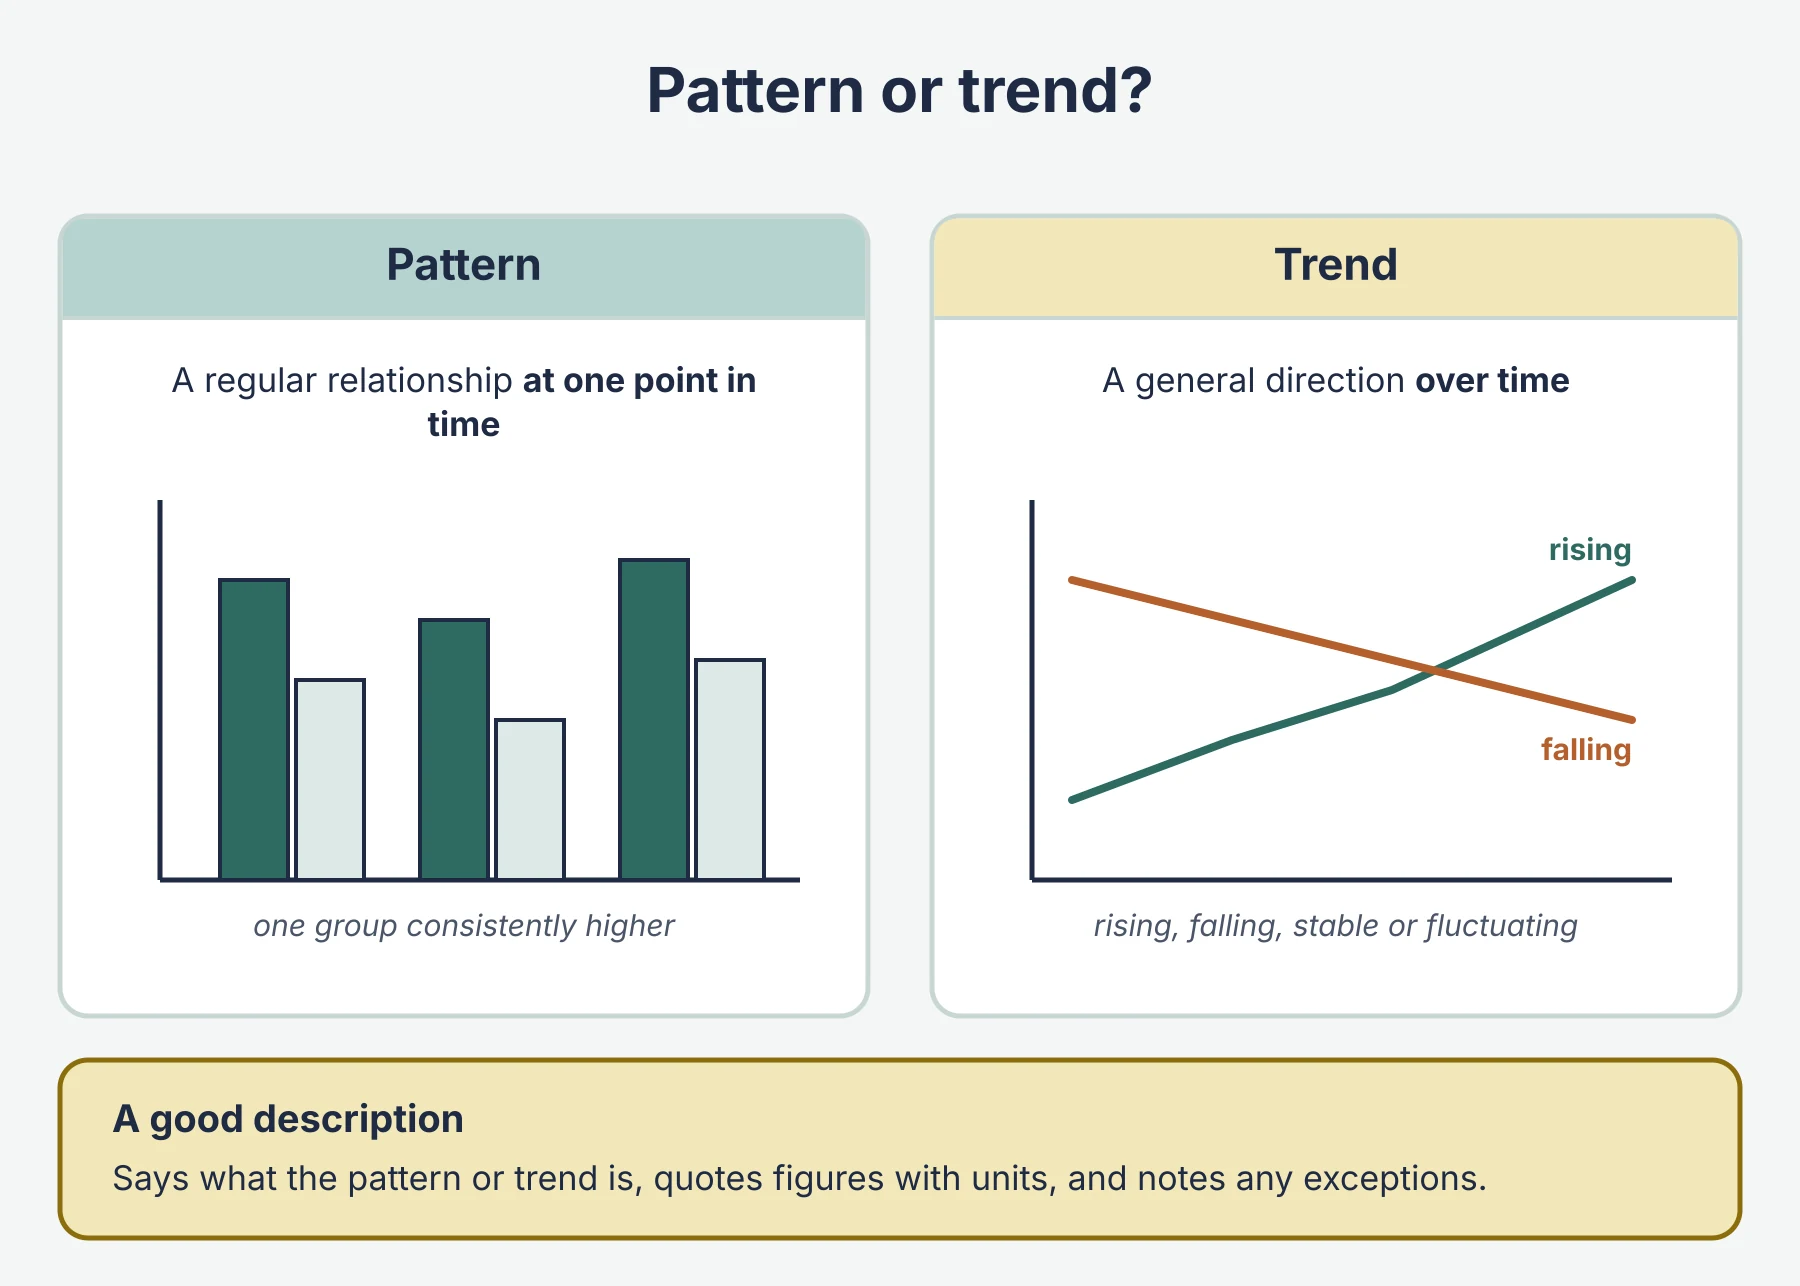 Pattern or trend?
Pattern
A regular relationship at one point in
time
one group consistently higher
Trend
A general direction over time
rising
falling
rising, falling, stable or fluctuating
A good description
Says what the pattern or trend is, quotes figures with units, and notes any exceptions.